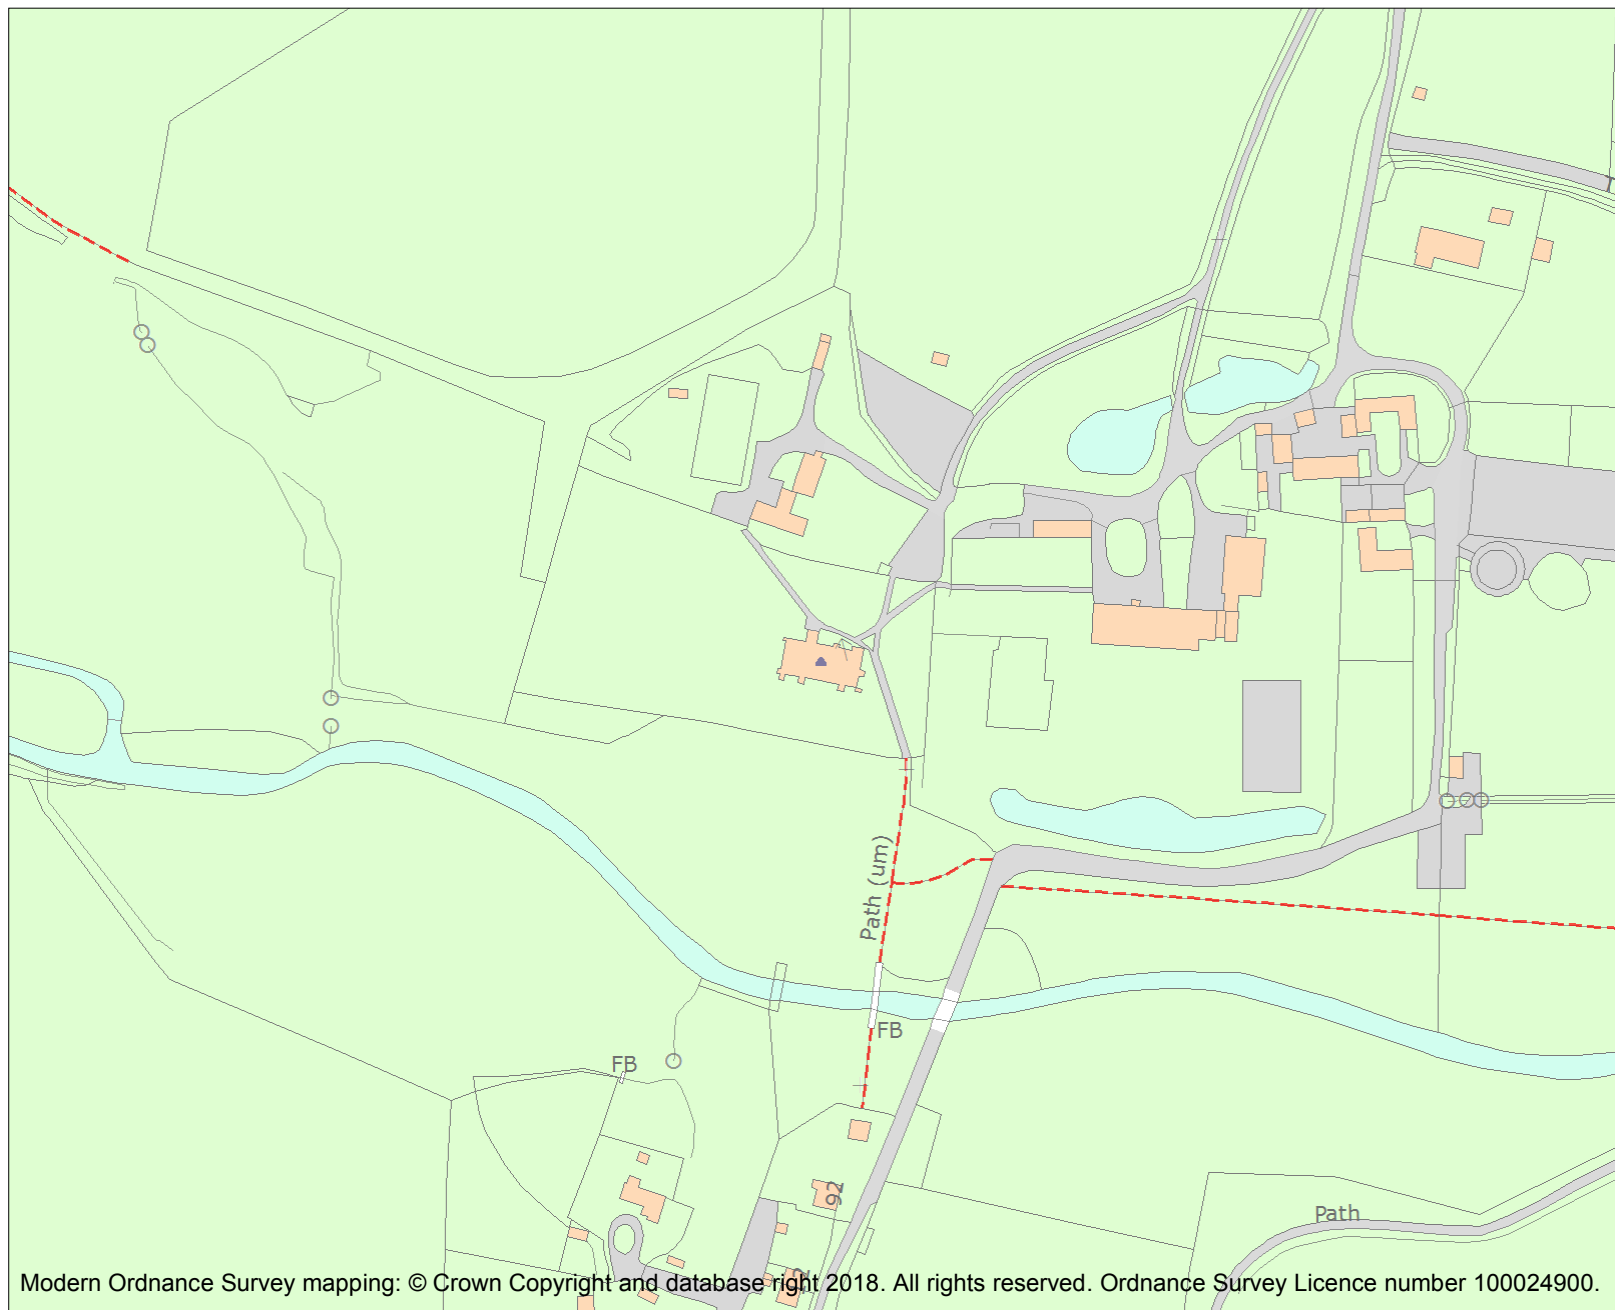 Path (um)
FB
FB
92
Path
Modern Ordnance Survey mapping: © Crown Copyright and database right 2018. All rights reserved. Ordnance Survey Licence number 100024900.